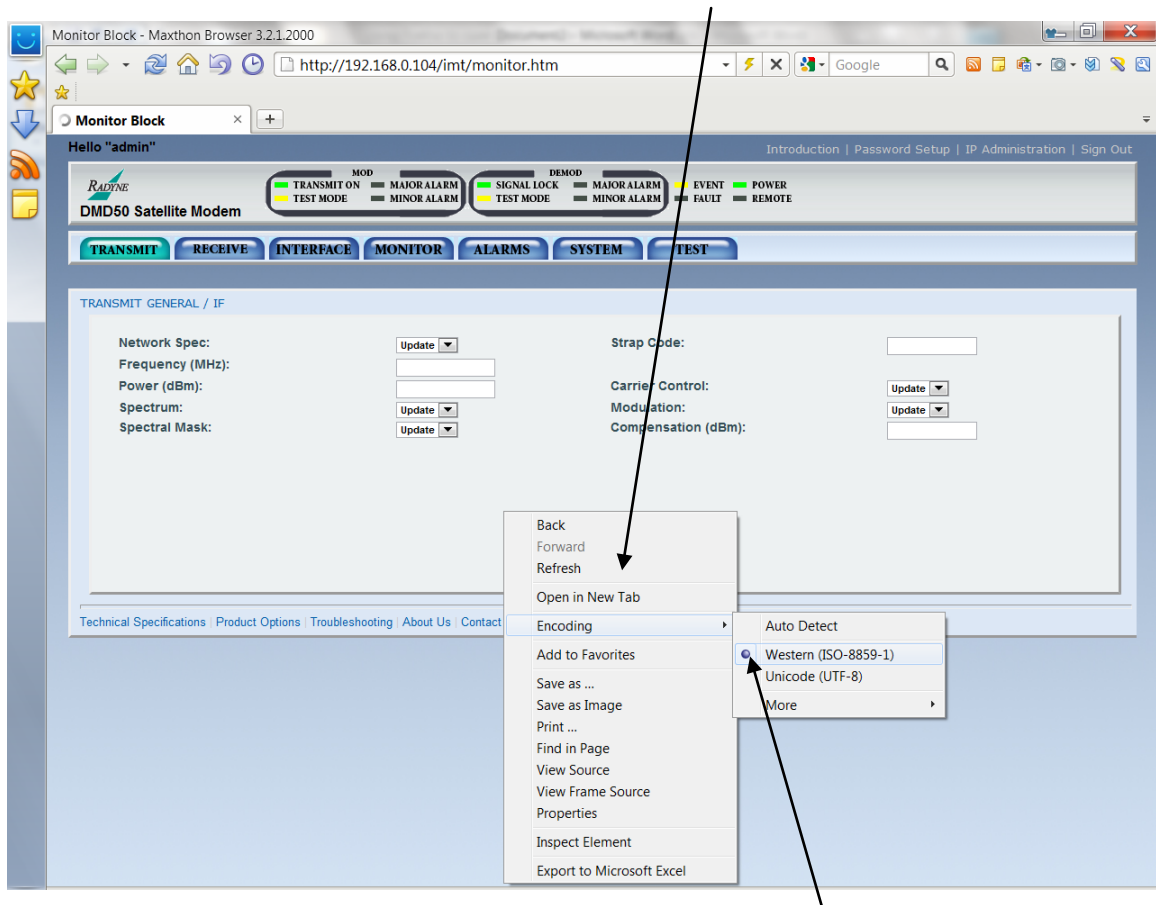 Monitor Block - Maxthon Browser 3.2.1.2000
http://192.168.0.104/imt/monitor.htm
Google
Monitor Block
Hello "admin"
Introduction | Password Setup | IP Administration | Sign Out
RADYNE
DMD50 Satellite Modem
MOD
TRANSMIT ON MAJOR ALARM
TEST MODE MINOR ALARM
DEMOD
SIGNAL LOCK MAJOR ALARM
TEST MODE MINOR ALARM
EVENT POWER
FAULT REMOTE
TRANSMIT RECEIVE INTERFACE MONITOR ALARMS SYSTEM TEST
TRANSMIT GENERAL / IF
Network Spec: Update Strap Code:
Frequency (MHz):
Power (dBm): Carrier Control: Update
Spectrum: Update Modulation: Update
Spectral Mask: Update Compensation (dBm):
Technical Specifications | Product Options | Troubleshooting | About Us | Contact
Back
Forward
Refresh
Open in New Tab
Encoding
Add to Favorites
Save as ...
Save as Image
Print ...
Find in Page
View Source
View Frame Source
Properties
Inspect Element
Export to Microsoft Excel
Auto Detect
Western (ISO-8859-1)
Unicode (UTF-8)
More